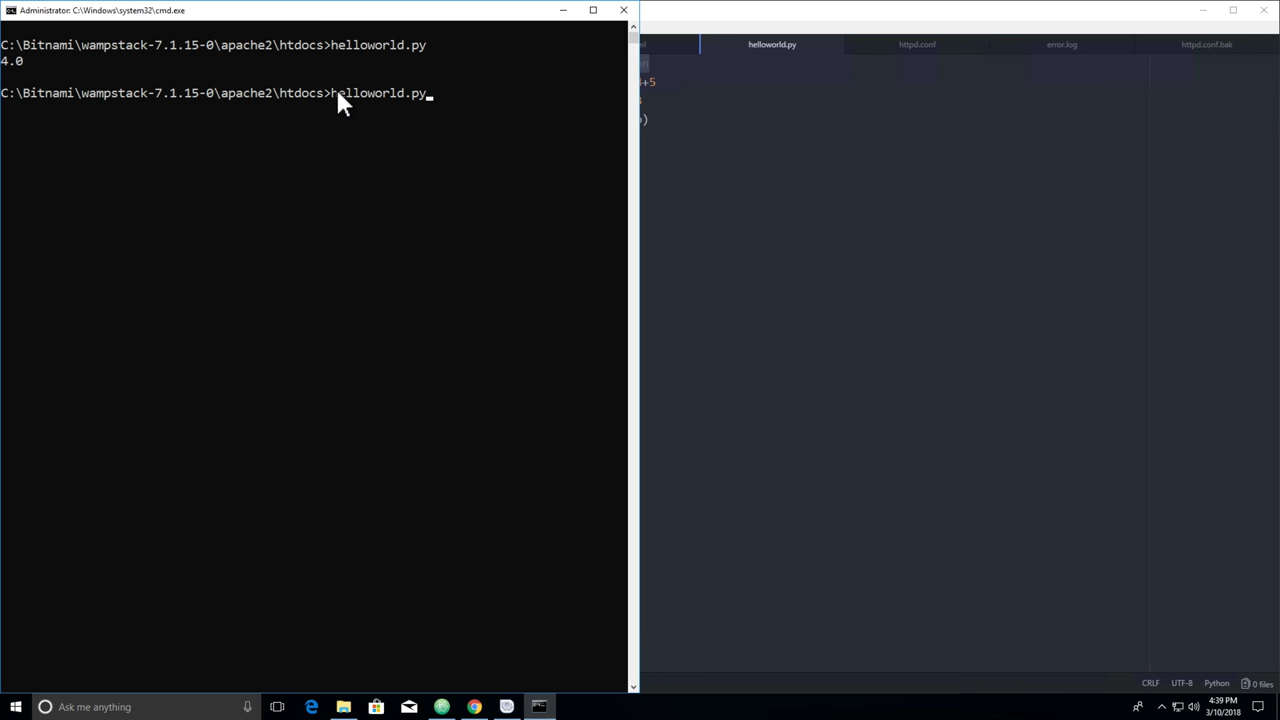 Administrator: C:\Windows\system32\cmd.exe
helloworld.py
httpd.conf
error.log
httpd.conf.bak
C:\Bitnami\wampstack-7.1.15-0\apache2\htdocs>helloworld.py
4.0
C:\Bitnami\wampstack-7.1.15-0\apache2\htdocs>helloworld.py
+5
)
CRLF
UTF-8
Python
0 files
Ask me anything
4:39 PM
3/10/2018